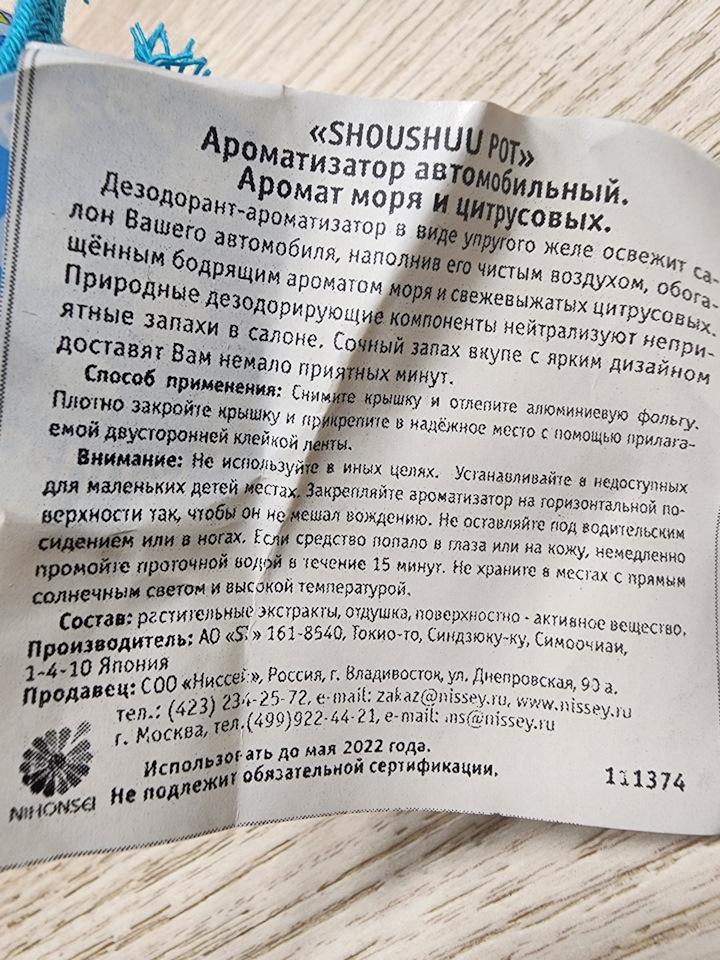 «SHOUSHUU POT»
Ароматизатор автомобильный.
Аромат моря и цитрусовых.
Дезодорант-ароматизатор в виде упругого желе освежит са-
лон Вашего автомобиля, наполнив его чистым воздухом, обога-
щённым бодрящим ароматом моря и свежевыжатых цитрусовых.
Природные дезодорирующие компоненты нейтрализуют непри-
ятные запахи в салоне. Сочный запах вкупе с ярким дизайном
доставят Вам немало приятных минут.
Способ применения: Снимите крышку и отлепите алюминиевую фольгу.
Плотно закройте крышку и прикрепите в надёжное место с помощью прилага-
емой двусторонней клейкой ленты.
Внимание: Не используйте в иных целях. Устанавливайте в недоступных
для маленьких детей местах. Закрепляйте ароматизатор на горизонтальной по-
верхности так, чтобы он не мешал вождению. Не оставляйте под водительским
сидением или в ногах. Если средство попало в глаза или на кожу, немедленно
промойте проточной водой в течение 15 минут. Не храните в местах с прямым
солнечным светом и высокой температурой.
Состав: растительные экстракты, отдушка, поверхностно - активное вещество.
Производитель: АО 161-8540, Токио-то, Синдзюку-ку, Симоочиаи,
1-4-10 Япония
Продавец: СОО «Ниссей», Россия, г. Владивосток, ул. Днепровская, 90 а.
тел.: (423) 234-25-72, e-mail: zakaz@nissey.ru, www.nissey.ru
г. Москва, тел.(499)922-44-21, e-mail:
Использовать до мая 2022 года.
Не подлежит обязательной сертификации.
111374
NIHONSEI